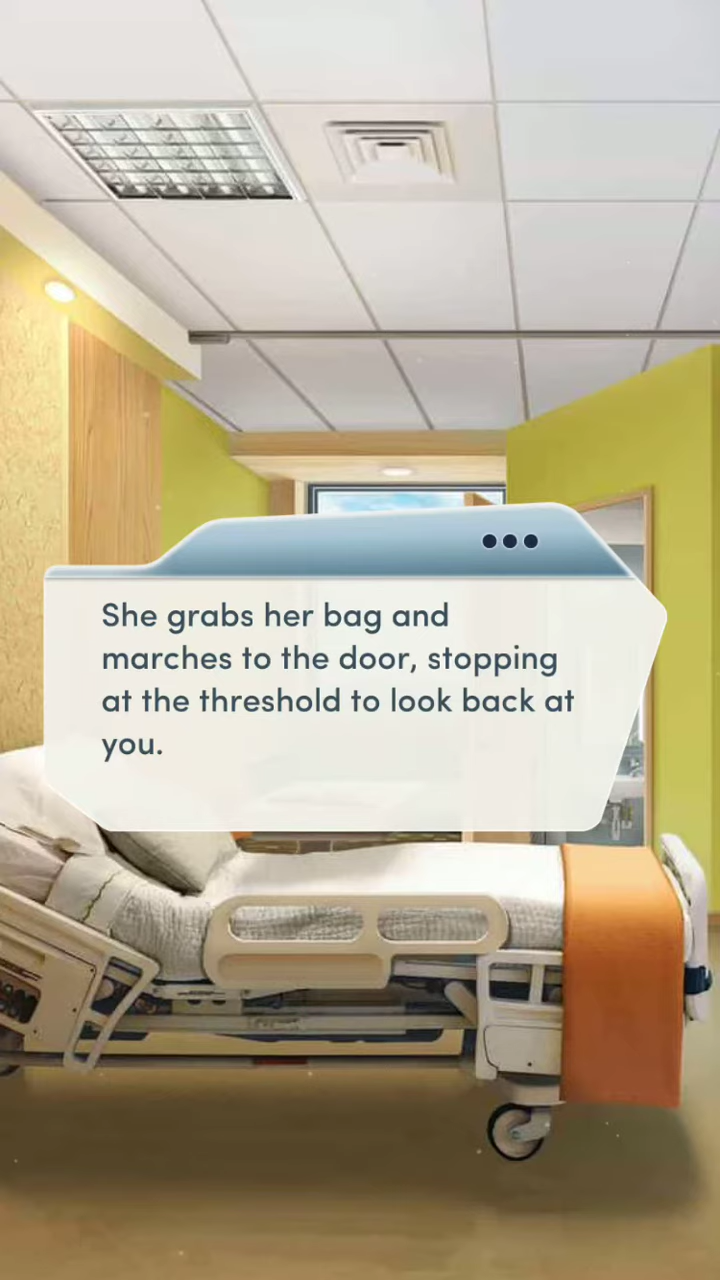 She grabs her bag and
marches to the door, stopping
at the threshold to look back at
you.